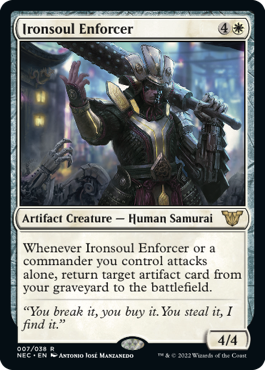 Ironsoul Enforcer 4
Artifact Creature — Human Samurai
Whenever Ironsoul Enforcer or a
commander you control attacks
alone, return target artifact card from
your graveyard to the battlefield.
“You break it, you buy it. You steal it, I
find it.”
4/4
007/038 R
NEC • EN Antonio José Manzanedo
™ & © 2022 Wizards of the Coast